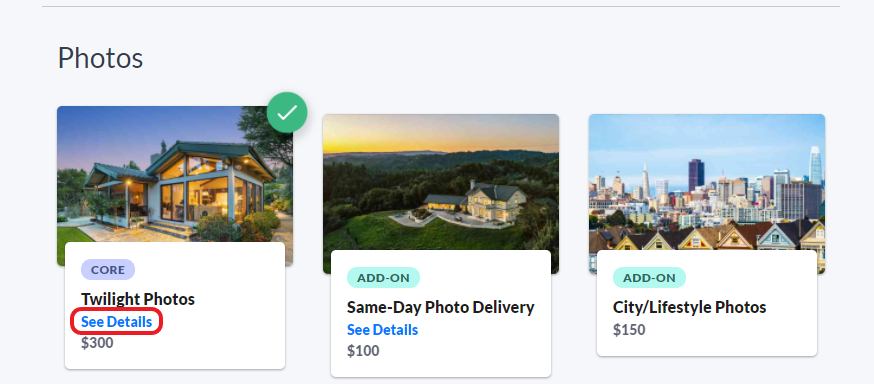 Photos
CORE
Twilight Photos
See Details
$300
ADD-ON
Same-Day Photo Delivery
See Details
$100
ADD-ON
City/Lifestyle Photos
$150